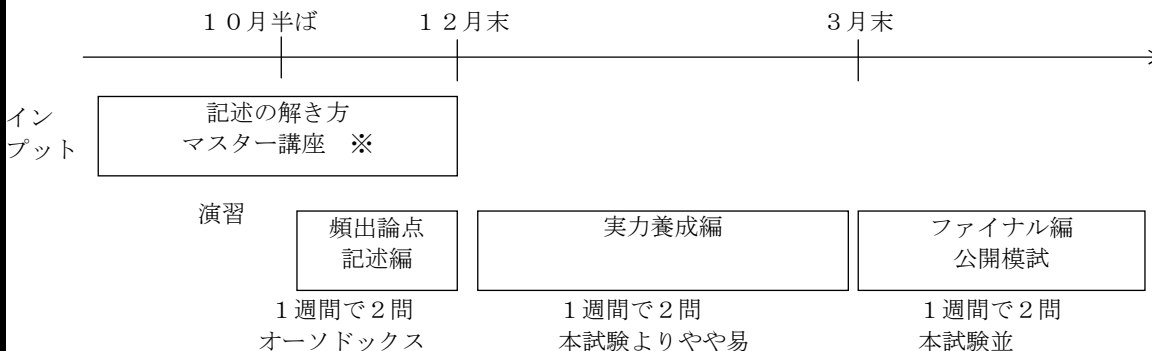 １０月半ば　１２月末　３月末
イン
プット
記述の解き方
マスター講座　※
演習
頻出論点
記述編
実力養成編
ファイナル編
公開模試
１週間で２問　１週間で２問　１週間で２問
オーソドックス　本試験よりやや易　本試験並